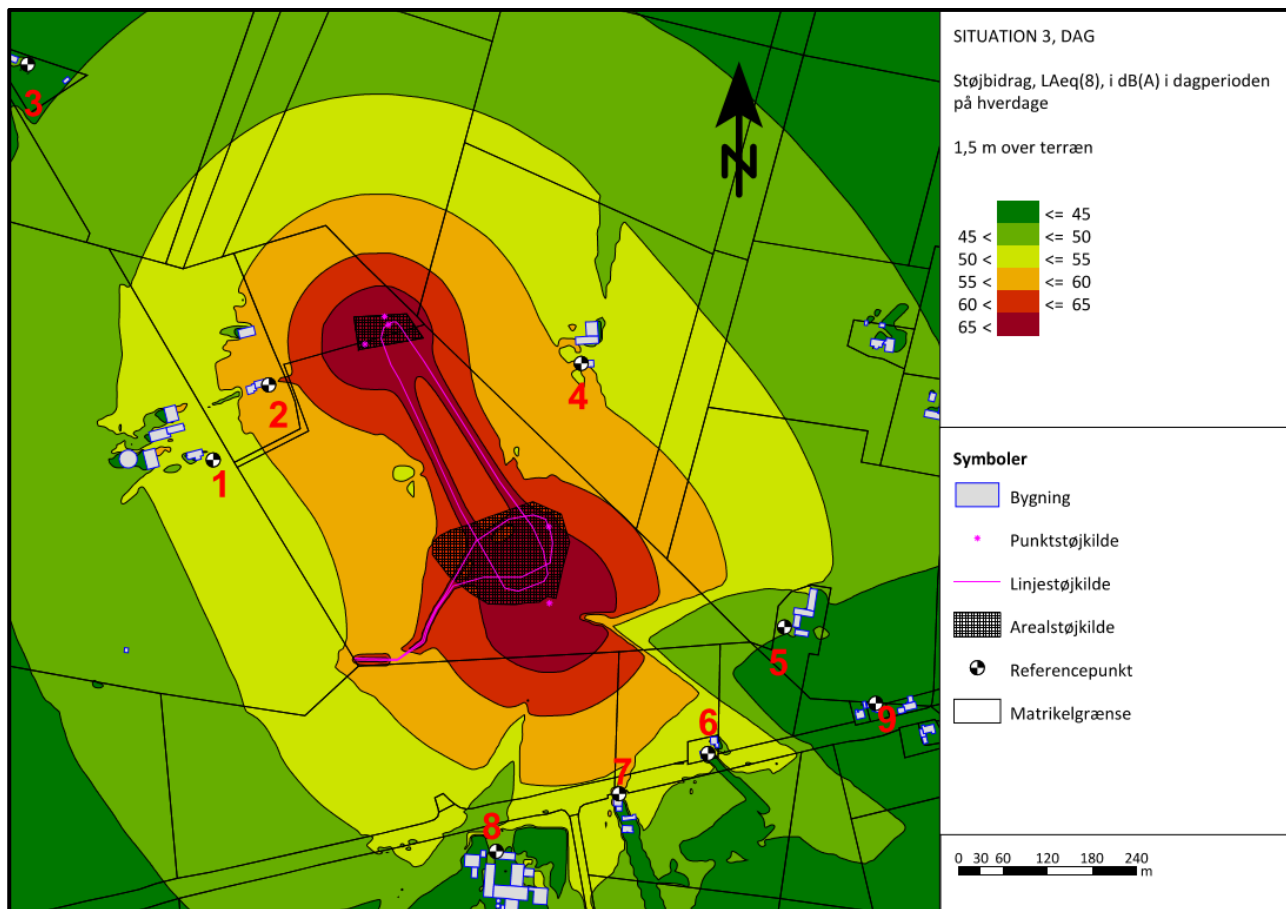 SITUATION 3, DAG
Støjbidrag, LAeq(8), i dB(A) i dagperioden
på hverdage
1,5 m over terræn
<= 45
45 < <= 50
50 < <= 55
55 < <= 60
60 < <= 65
65 <
Symboler
Bygning
Punktstøjkilde
Linjestøjkilde
Arealstøjkilde
Referencepunkt
Matrikelgrænse
0 30 60 120 180 240
m
N
3
4
2
1
5
6
9
7
8